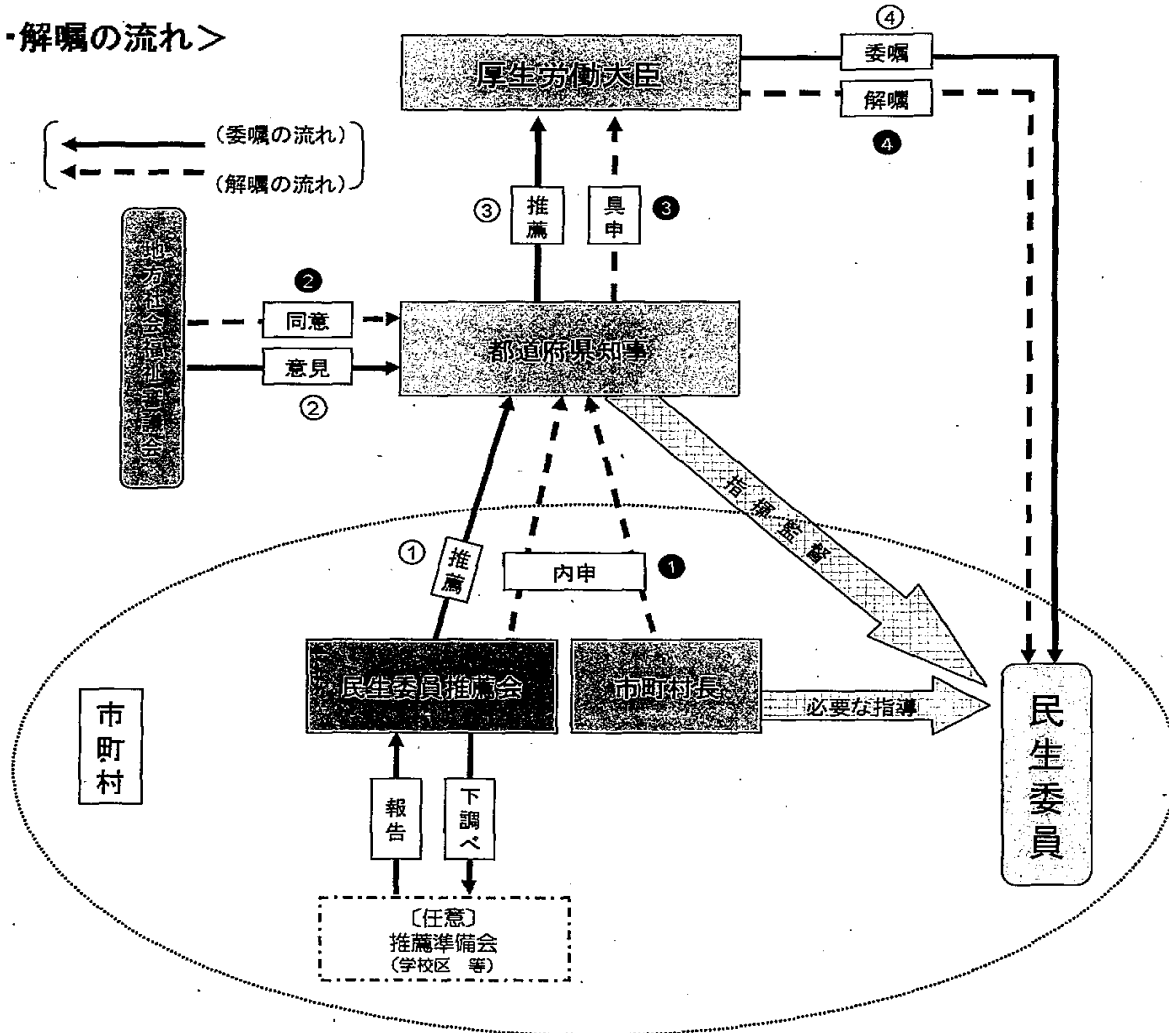 ・解嘱の流れ>
(委嘱の流れ)
(解嘱の流れ)
厚生労働大臣
④
委嘱
解嘱
❹
③
推薦
具申
❸
地方社会福祉審議会
❷
同意
意見
②
都道府県知事
指揮監督
①
推薦
内申
❶
民生委員推薦会
市町村長
必要な指導
民生委員
市町村
報告
下調べ
〔任意〕
推薦準備会
(学校区 等)